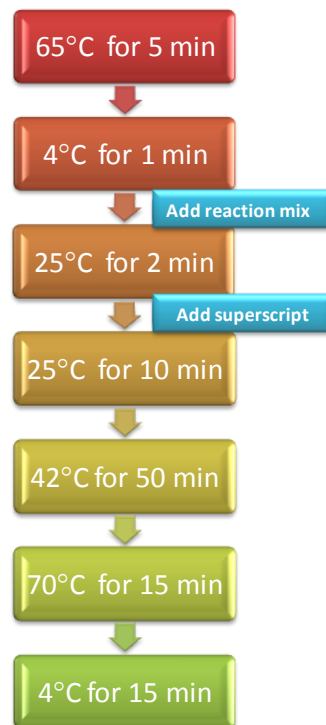 65°C for 5 min
4°C for 1 min
Add reaction mix
25°C for 2 min
Add superscript
25°C for 10 min
42°C for 50 min
70°C for 15 min
4°C for 15 min